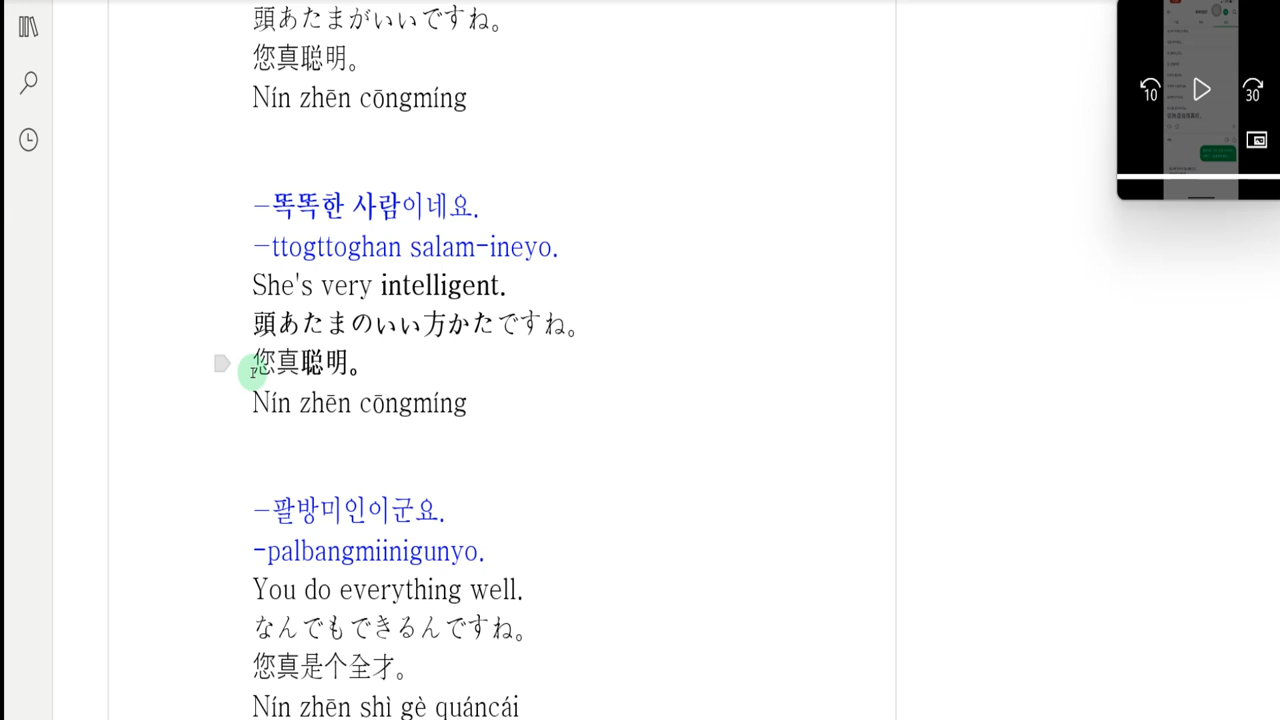 頭あたまがいいですね。
您真聪明。
Nín zhēn cōngmíng
–똑똑한 사람이네요.
–ttogttoghan salam-ineyo.
She's very intelligent.
頭あたまのいい方かたですね。
您真聪明。
Nín zhēn cōngmíng
–팔방미인이군요.
-palbangmiinigunyo.
You do everything well.
なんでもできるんですね。
您真是个全才。
Nín zhēn shì gè quáncái
10
30